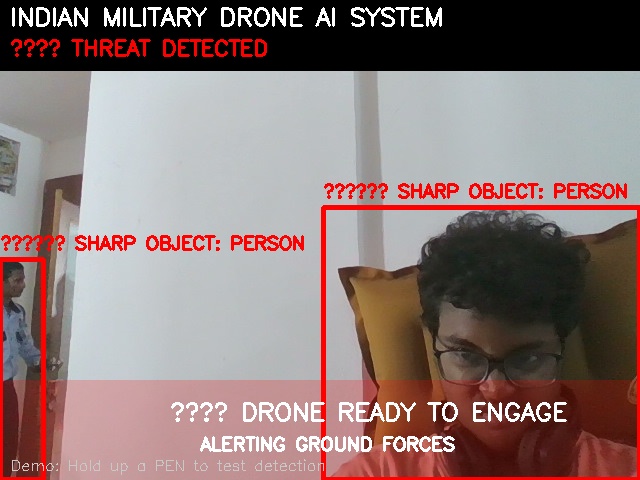 INDIAN MILITARY DRONE AI SYSTEM
???? THREAT DETECTED
?????? SHARP OBJECT: PERSON
?????? SHARP OBJECT: PERSON
???? DRONE READY TO ENGAGE
ALERTING GROUND FORCES
Demo: Hold up a PEN to test detection